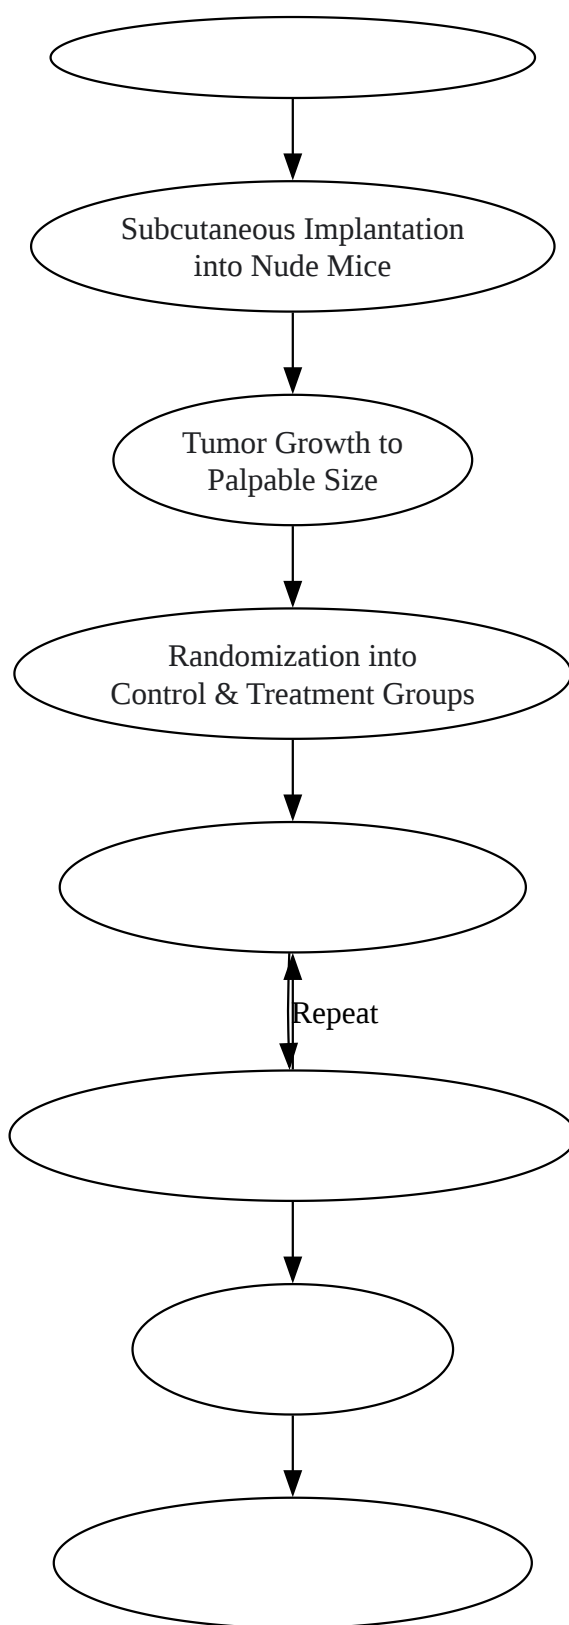 Subcutaneous Implantation
into Nude Mice
Tumor Growth to
Palpable Size
Randomization into
Control & Treatment Groups
Repeat